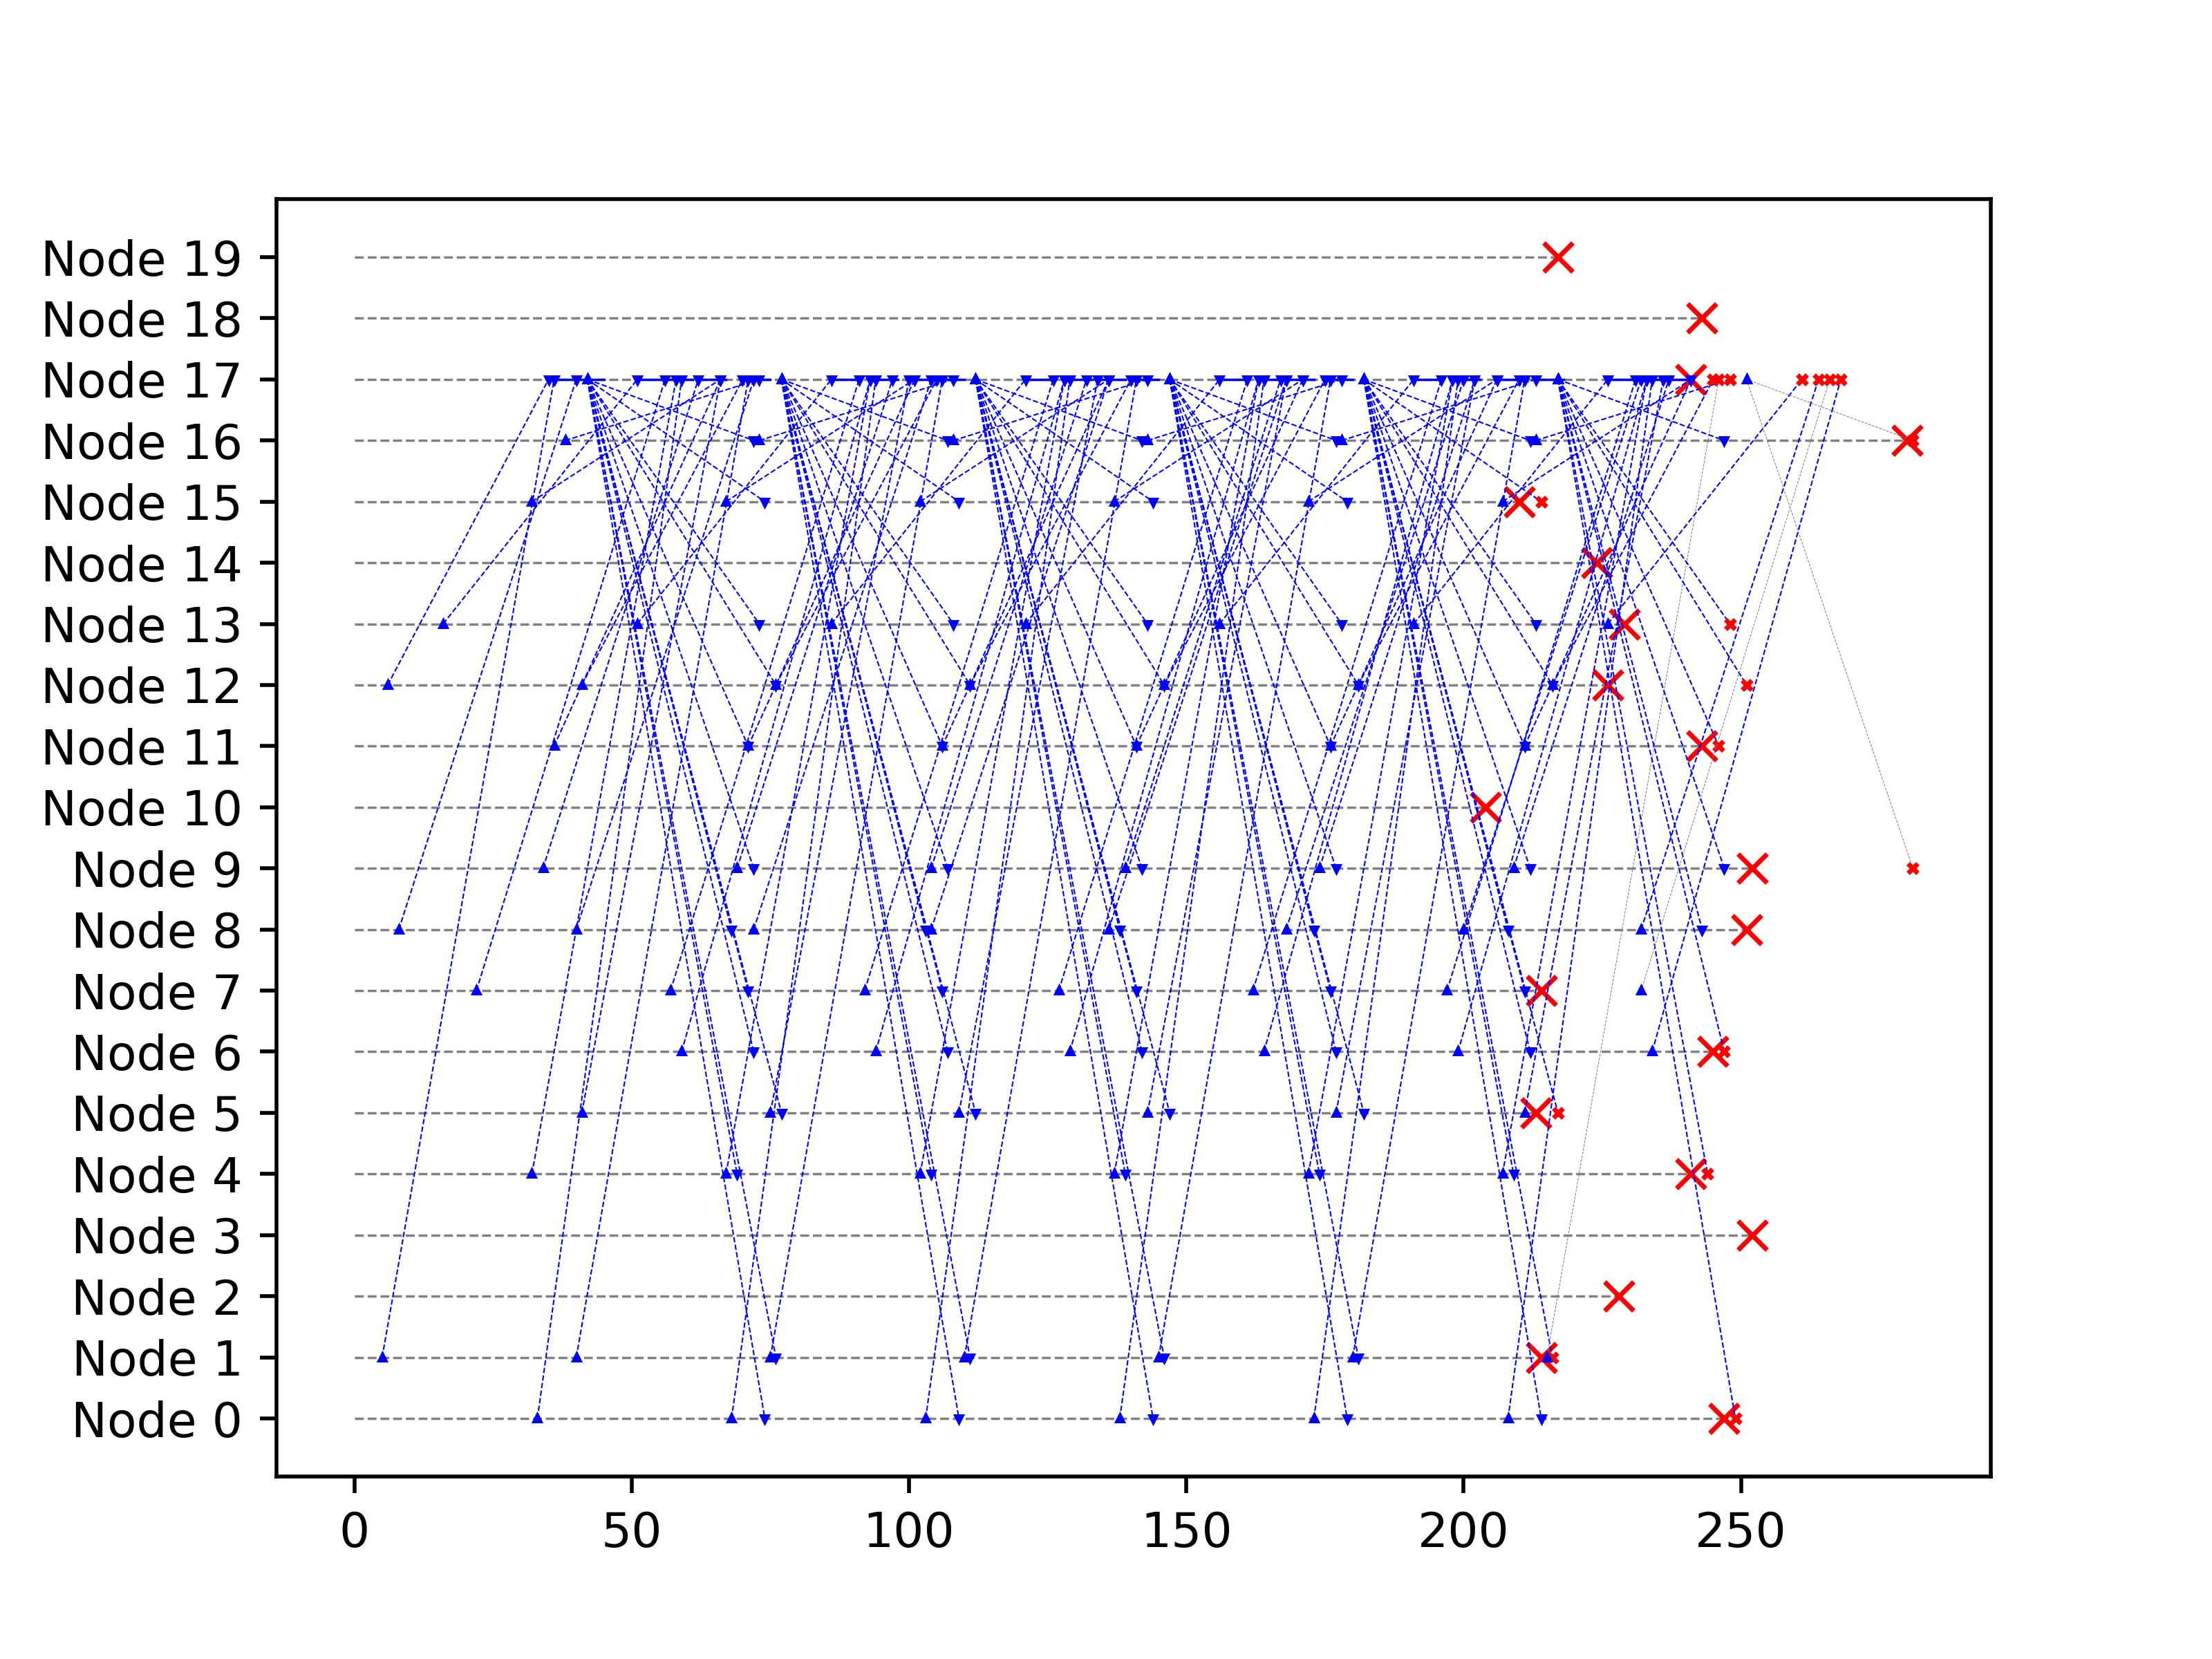 Node 19
Node 18
Node 17
Node 16
Node 15
Node 14
Node 13
Node 12
Node 11
Node 10
Node 9
Node 8
Node 7
Node 6
Node 5
Node 4
Node 3
Node 2
Node 1
Node 0
0 50 100 150 200 250